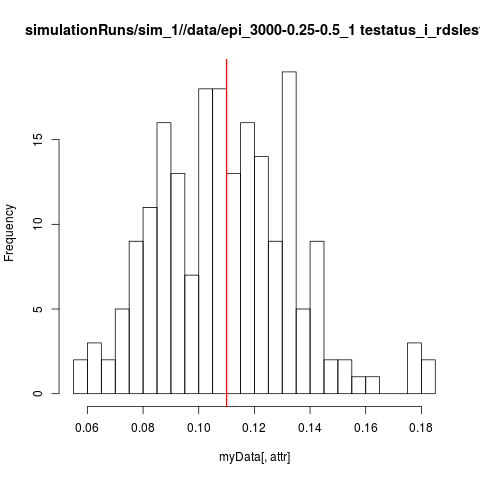 simulationRuns/sim_1//data/epi_3000-0.25-0.5_1 testatus_i_rdslest
Frequency
15
10
5
0
0.06 0.08 0.10 0.12 0.14 0.16 0.18
myData[, attr]